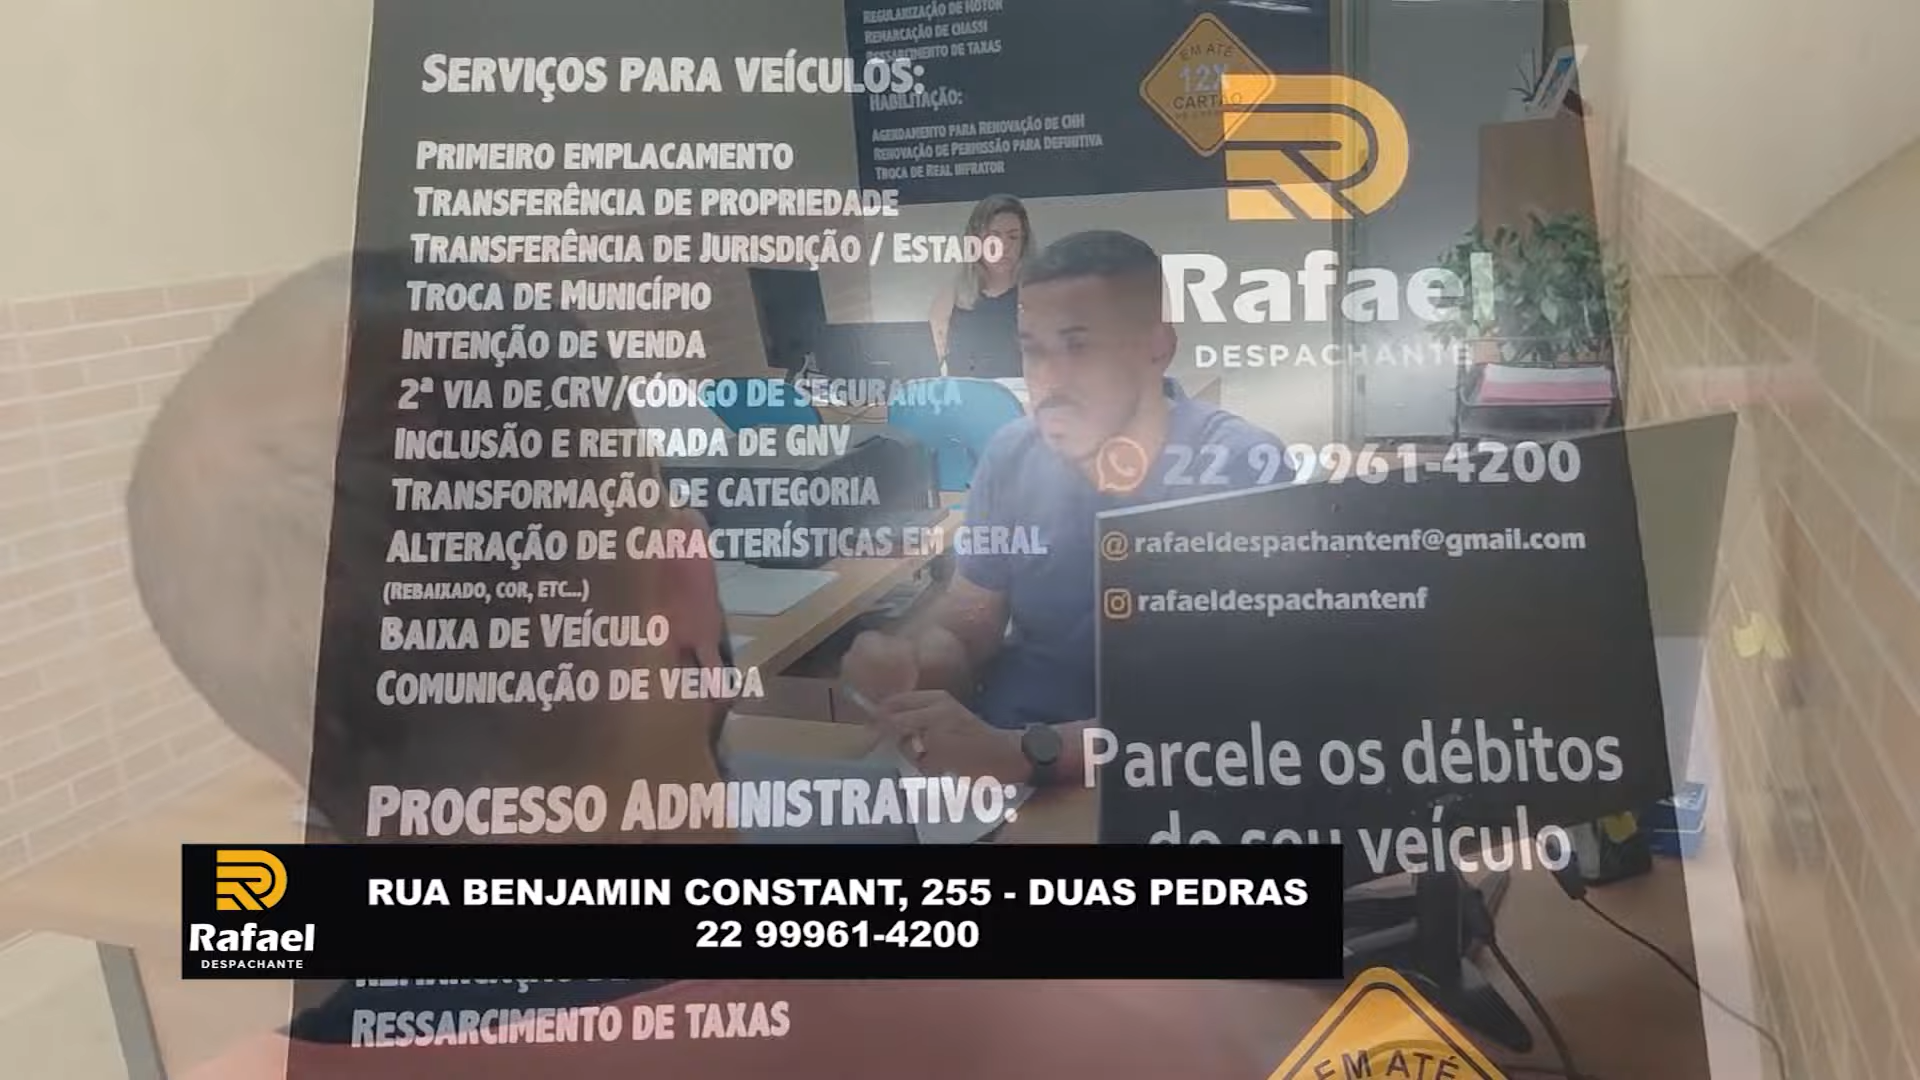 REGULARIZAÇÃO DE MOTOR
REMARCAÇÃO DE CHASSI
RESSARCIMENTO DE TAXAS
HABILITAÇÃO:
AGENDAMENTO PARA RENOVAÇÃO DE CNH
RENOVAÇÃO DE PERMISSÃO PARA DEFINITIVA
TROCA DE REAL INFRATOR
EM ATÉ
12X
CARTÃO
SERVIÇOS PARA VEÍCULOS:
PRIMEIRO EMPLACAMENTO
TRANSFERÊNCIA DE PROPRIEDADE
TRANSFERÊNCIA DE JURISDIÇÃO / ESTADO
TROCA DE MUNICÍPIO
INTENÇÃO DE VENDA
2ª VIA DE CRV/CÓDIGO DE SEGURANÇA
INCLUSÃO E RETIRADA DE GNV
TRANSFORMAÇÃO DE CATEGORIA
ALTERAÇÃO DE CARACTERÍSTICAS EM GERAL
(REBAIXADO, COR, ETC...)
BAIXA DE VEÍCULO
COMUNICAÇÃO DE VENDA
PROCESSO ADMINISTRATIVO:
RESSARCIMENTO DE TAXAS
Rafael
DESPACHANTE
22 99961-4200
@ rafaeldespachantenf@gmail.com
rafaeldespachantenf
Parcele os débitos
do seu veículo
EM ATÉ
Rafael
DESPACHANTE
RUA BENJAMIN CONSTANT, 255 - DUAS PEDRAS
22 99961-4200